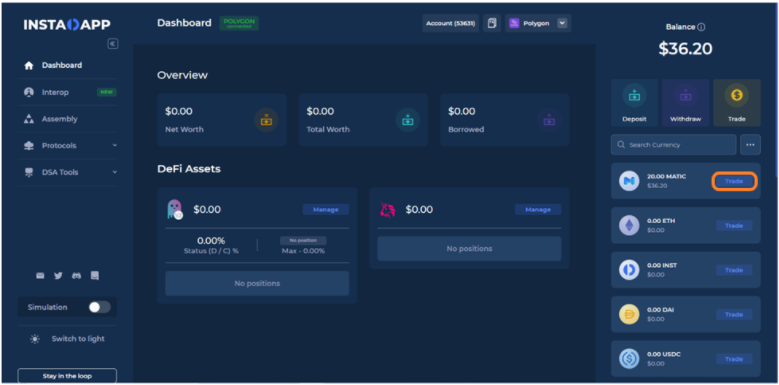 INSTADAPP
Dashboard
POLYGON
Account (53631)
Polygon
Balance
$36.20
Dashboard
Interop
NEW
Assembly
Protocols
DSA Tools
Simulation
Switch to light
Stay in the loop
Overview
$0.00
Net Worth
$0.00
Total Worth
$0.00
Borrowed
DeFi Assets
$0.00
Manage
0.00%
Status (D / C) %
No position
Max - 0.00%
No positions
$0.00
Manage
No positions
Deposit
Withdraw
Trade
Search Currency
20.00 MATIC
$36.20
Trade
0.00 ETH
$0.00
Trade
0.00 INST
$0.00
Trade
0.00 DAI
$0.00
Trade
0.00 USDC
$0.00
Trade